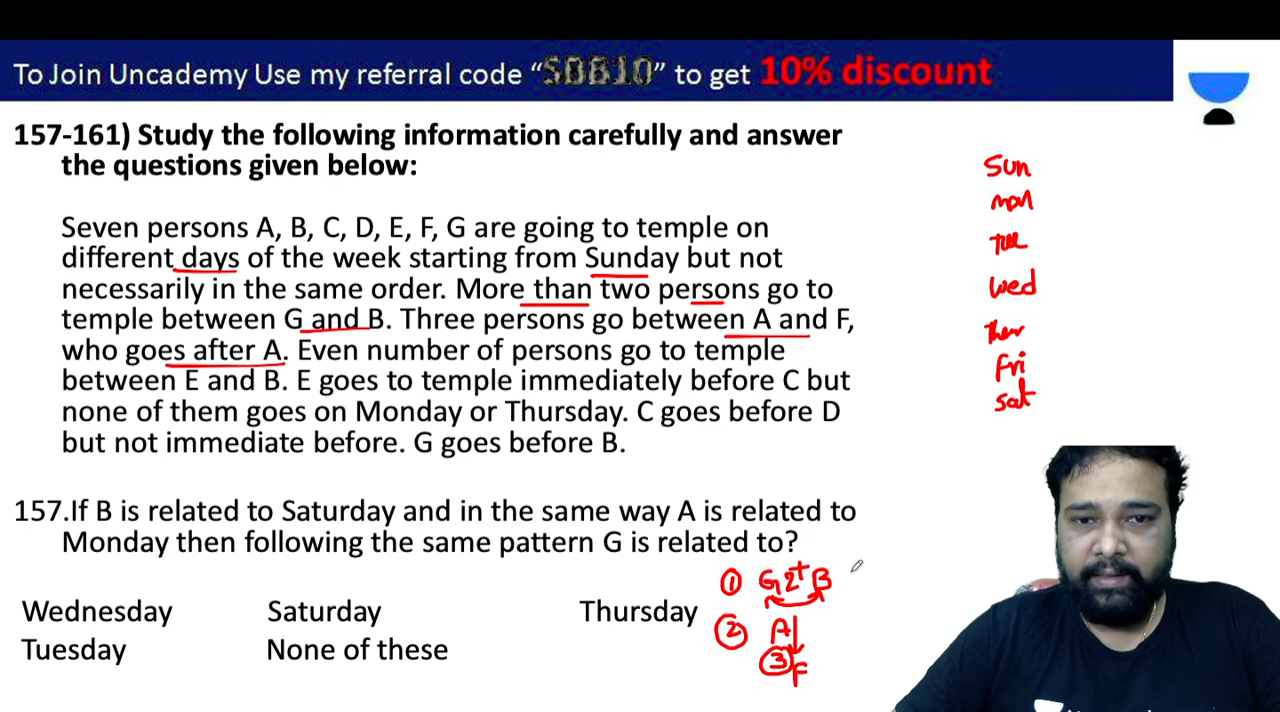 To Join Uncademy Use my referral code “SBB10” to get 10% discount
157-161) Study the following information carefully and answer
the questions given below:
Seven persons A, B, C, D, E, F, G are going to temple on
different days of the week starting from Sunday but not
necessarily in the same order. More than two persons go to
temple between G and B. Three persons go between A and F,
who goes after A. Even number of persons go to temple
between E and B. E goes to temple immediately before C but
none of them goes on Monday or Thursday. C goes before D
but not immediate before. G goes before B.
157.If B is related to Saturday and in the same way A is related to
Monday then following the same pattern G is related to?
Wednesday Saturday Thursday
Tuesday None of these
Sun
mon
tue
wed
thur
Fri
sat
① G 2+ B
② A
③
F